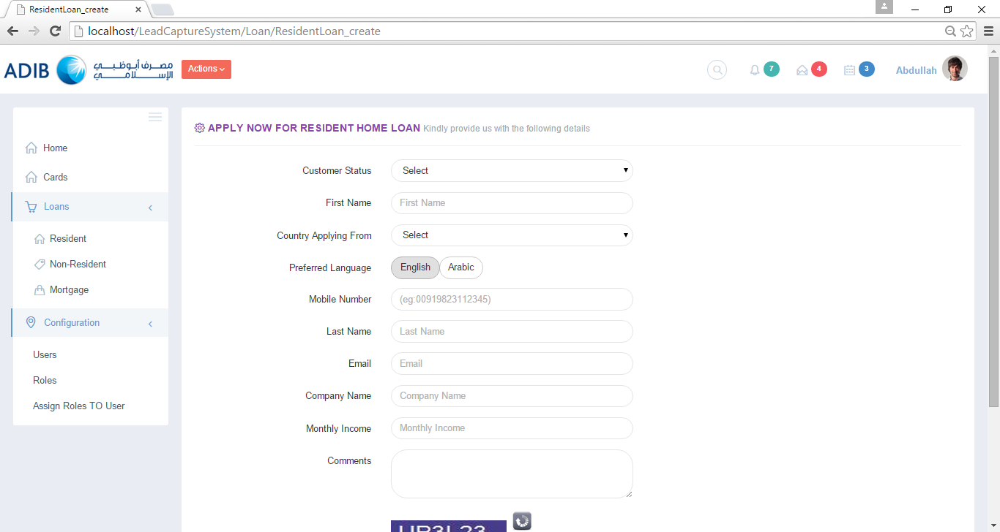 ResidentLoan_create
localhost/LeadCaptureSystem/Loan/ResidentLoan_create
ADIB
مصرف أبوظبي
الإسلامي
Actions
7
4
3
Abdullah
Home
Cards
Loans
Resident
Non-Resident
Mortgage
Configuration
Users
Roles
Assign Roles TO User
APPLY NOW FOR RESIDENT HOME LOAN Kindly provide us with the following details
Customer Status Select
First Name First Name
Country Applying From Select
Preferred Language English Arabic
Mobile Number (eg:00919823112345)
Last Name Last Name
Email Email
Company Name Company Name
Monthly Income Monthly Income
Comments